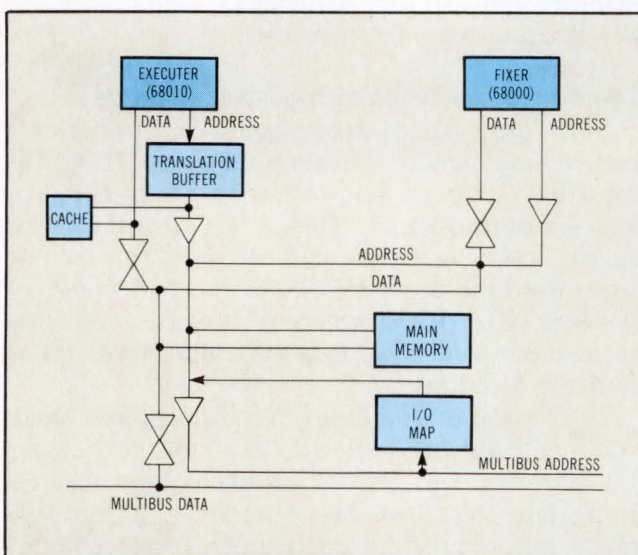 EXECUTER
(68010)
FIXER
(68000)
DATA
ADDRESS
DATA
ADDRESS
TRANSLATION
BUFFER
CACHE
ADDRESS
DATA
MAIN
MEMORY
I/O
MAP
MULTIBUS ADDRESS
MULTIBUS DATA